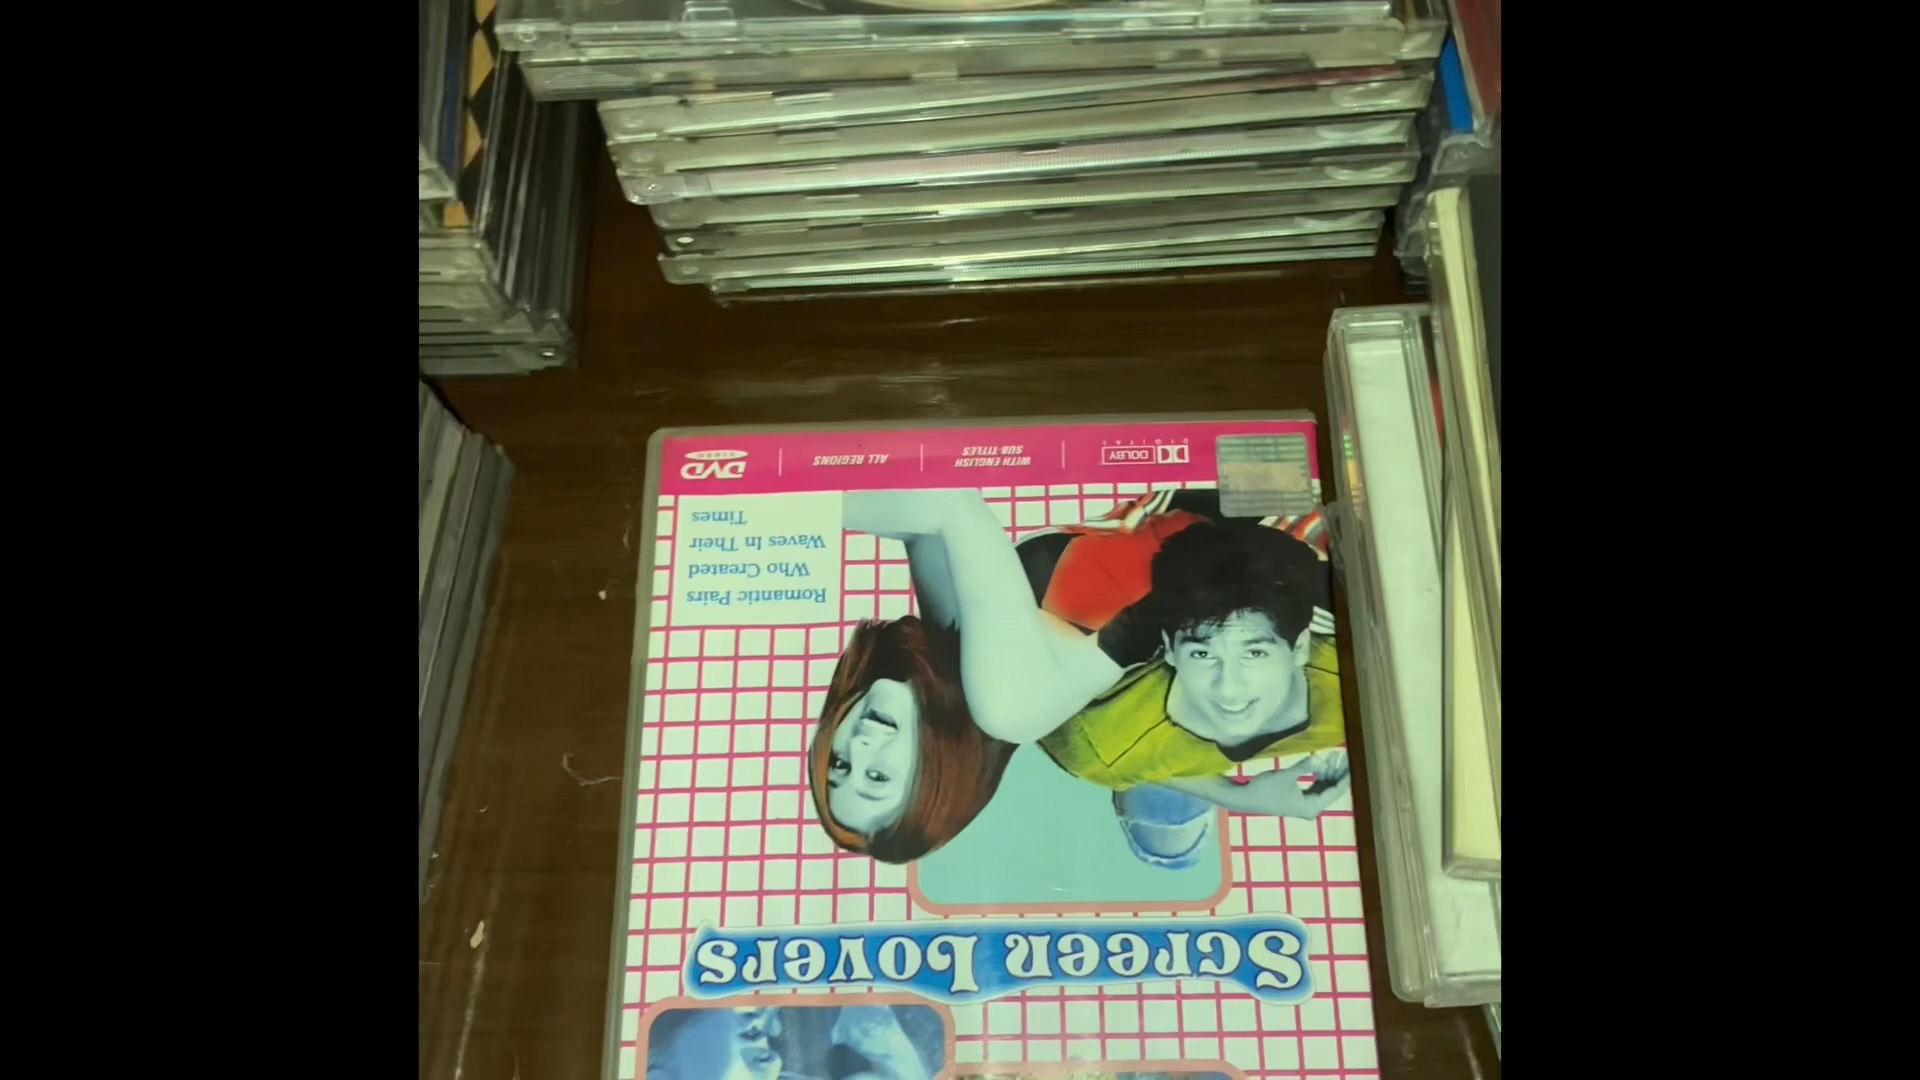 Screen Lovers
Romantic Pairs
Who Created
Waves In Their
Times
DOLBY
DIGITAL
WITH ENGLISH
SUB-TITLES
ALL REGIONS
DVD
VIDEO